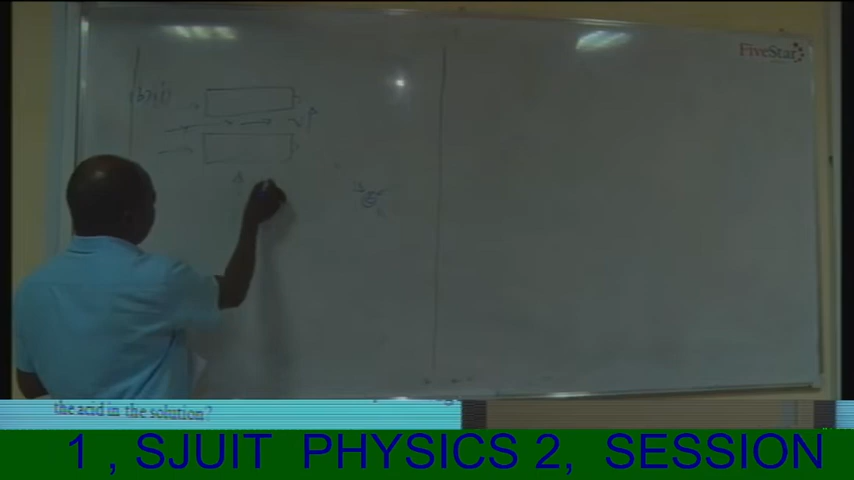 FiveStar
(b) (i)
P
the acid in the solution?
1 , SJUIT PHYSICS 2, SESSION